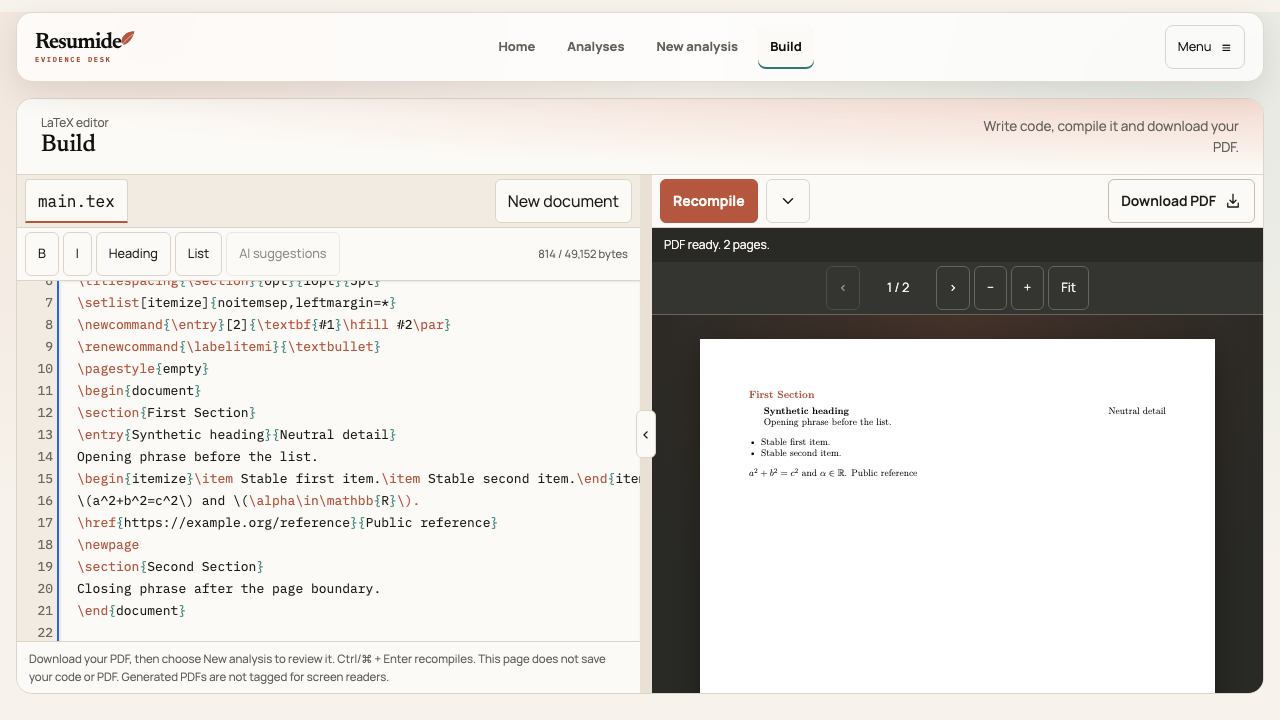 Resumide
EVIDENCE DESK
Home
Analyses
New analysis
Build
Menu ≡
LaTeX editor
Build
Write code, compile it and download your
PDF.
main.tex
New document
B
I
Heading
List
AI suggestions
814 / 49,152 bytes
6 \titlespacing{\section}{0pt}{10pt}{5pt}
7 \setlist[itemize]{noitemsep,leftmargin=*}
8 \newcommand{\entry}[2]{\textbf{#1}\hfill #2\par}
9 \renewcommand{\labelitemi}{\textbullet}
10 \pagestyle{empty}
11 \begin{document}
12 \section{First Section}
13 \entry{Synthetic heading}{Neutral detail}
14 Opening phrase before the list.
15 \begin{itemize}\item Stable first item.\item Stable second item.\end{iter
16 \(a^2+b^2=c^2\) and \(\alpha\in\mathbb{R}\).
17 \href{https://example.org/reference}{Public reference}
18 \newpage
19 \section{Second Section}
20 Closing phrase after the page boundary.
21 \end{document}
22
Download your PDF, then choose New analysis to review it. Ctrl/⌘ + Enter recompiles. This page does not save
your code or PDF. Generated PDFs are not tagged for screen readers.
Recompile
Download PDF
PDF ready. 2 pages.
‹
1 / 2
›
−
+
Fit
First Section
Synthetic heading Neutral detail
Opening phrase before the list.
• Stable first item.
• Stable second item.
a² + b² = c² and α ∈ ℝ. Public reference